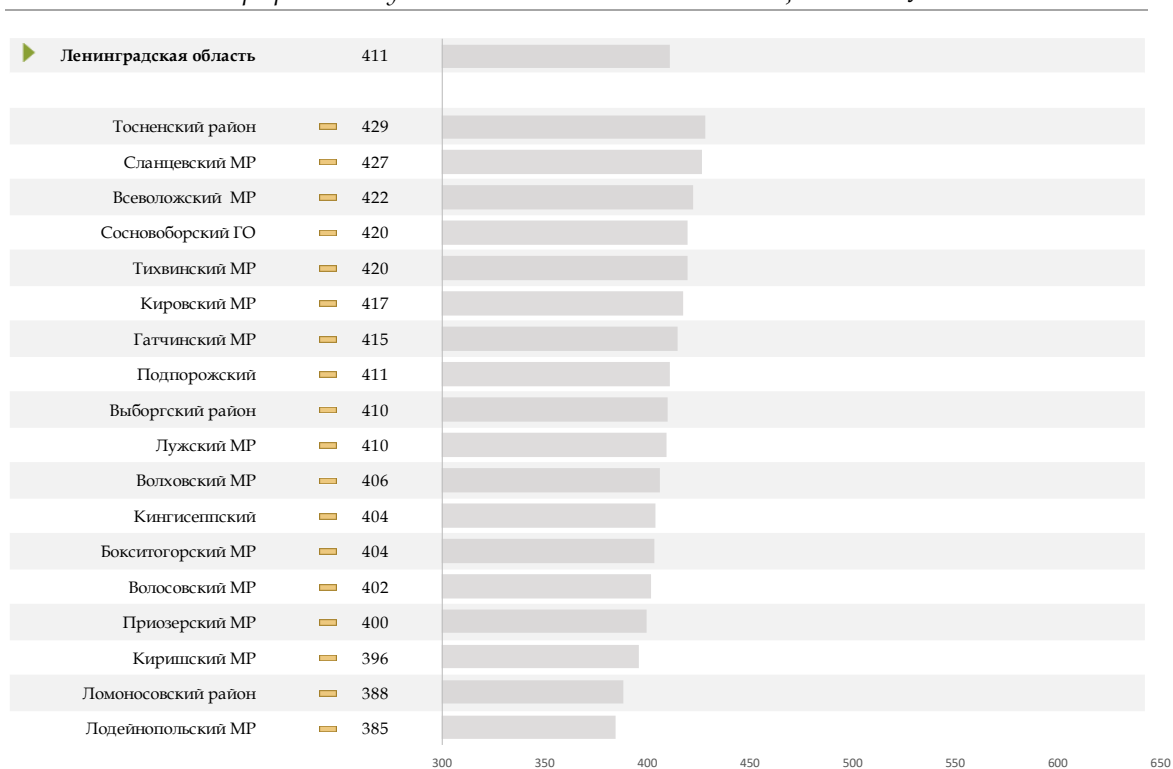 Ленинградская область 411
Тосненский район 429
Сланцевский МР 427
Всеволожский МР 422
Сосновоборский ГО 420
Тихвинский МР 420
Кировский МР 417
Гатчинский МР 415
Подпорожский 411
Выборгский район 410
Лужский МР 410
Волховский МР 406
Кингисеппский 404
Бокситогорский МР 404
Волосовский МР 402
Приозерский МР 400
Киришский МР 396
Ломоносовский район 388
Лодейнопольский МР 385
300 350 400 450 500 550 600 650